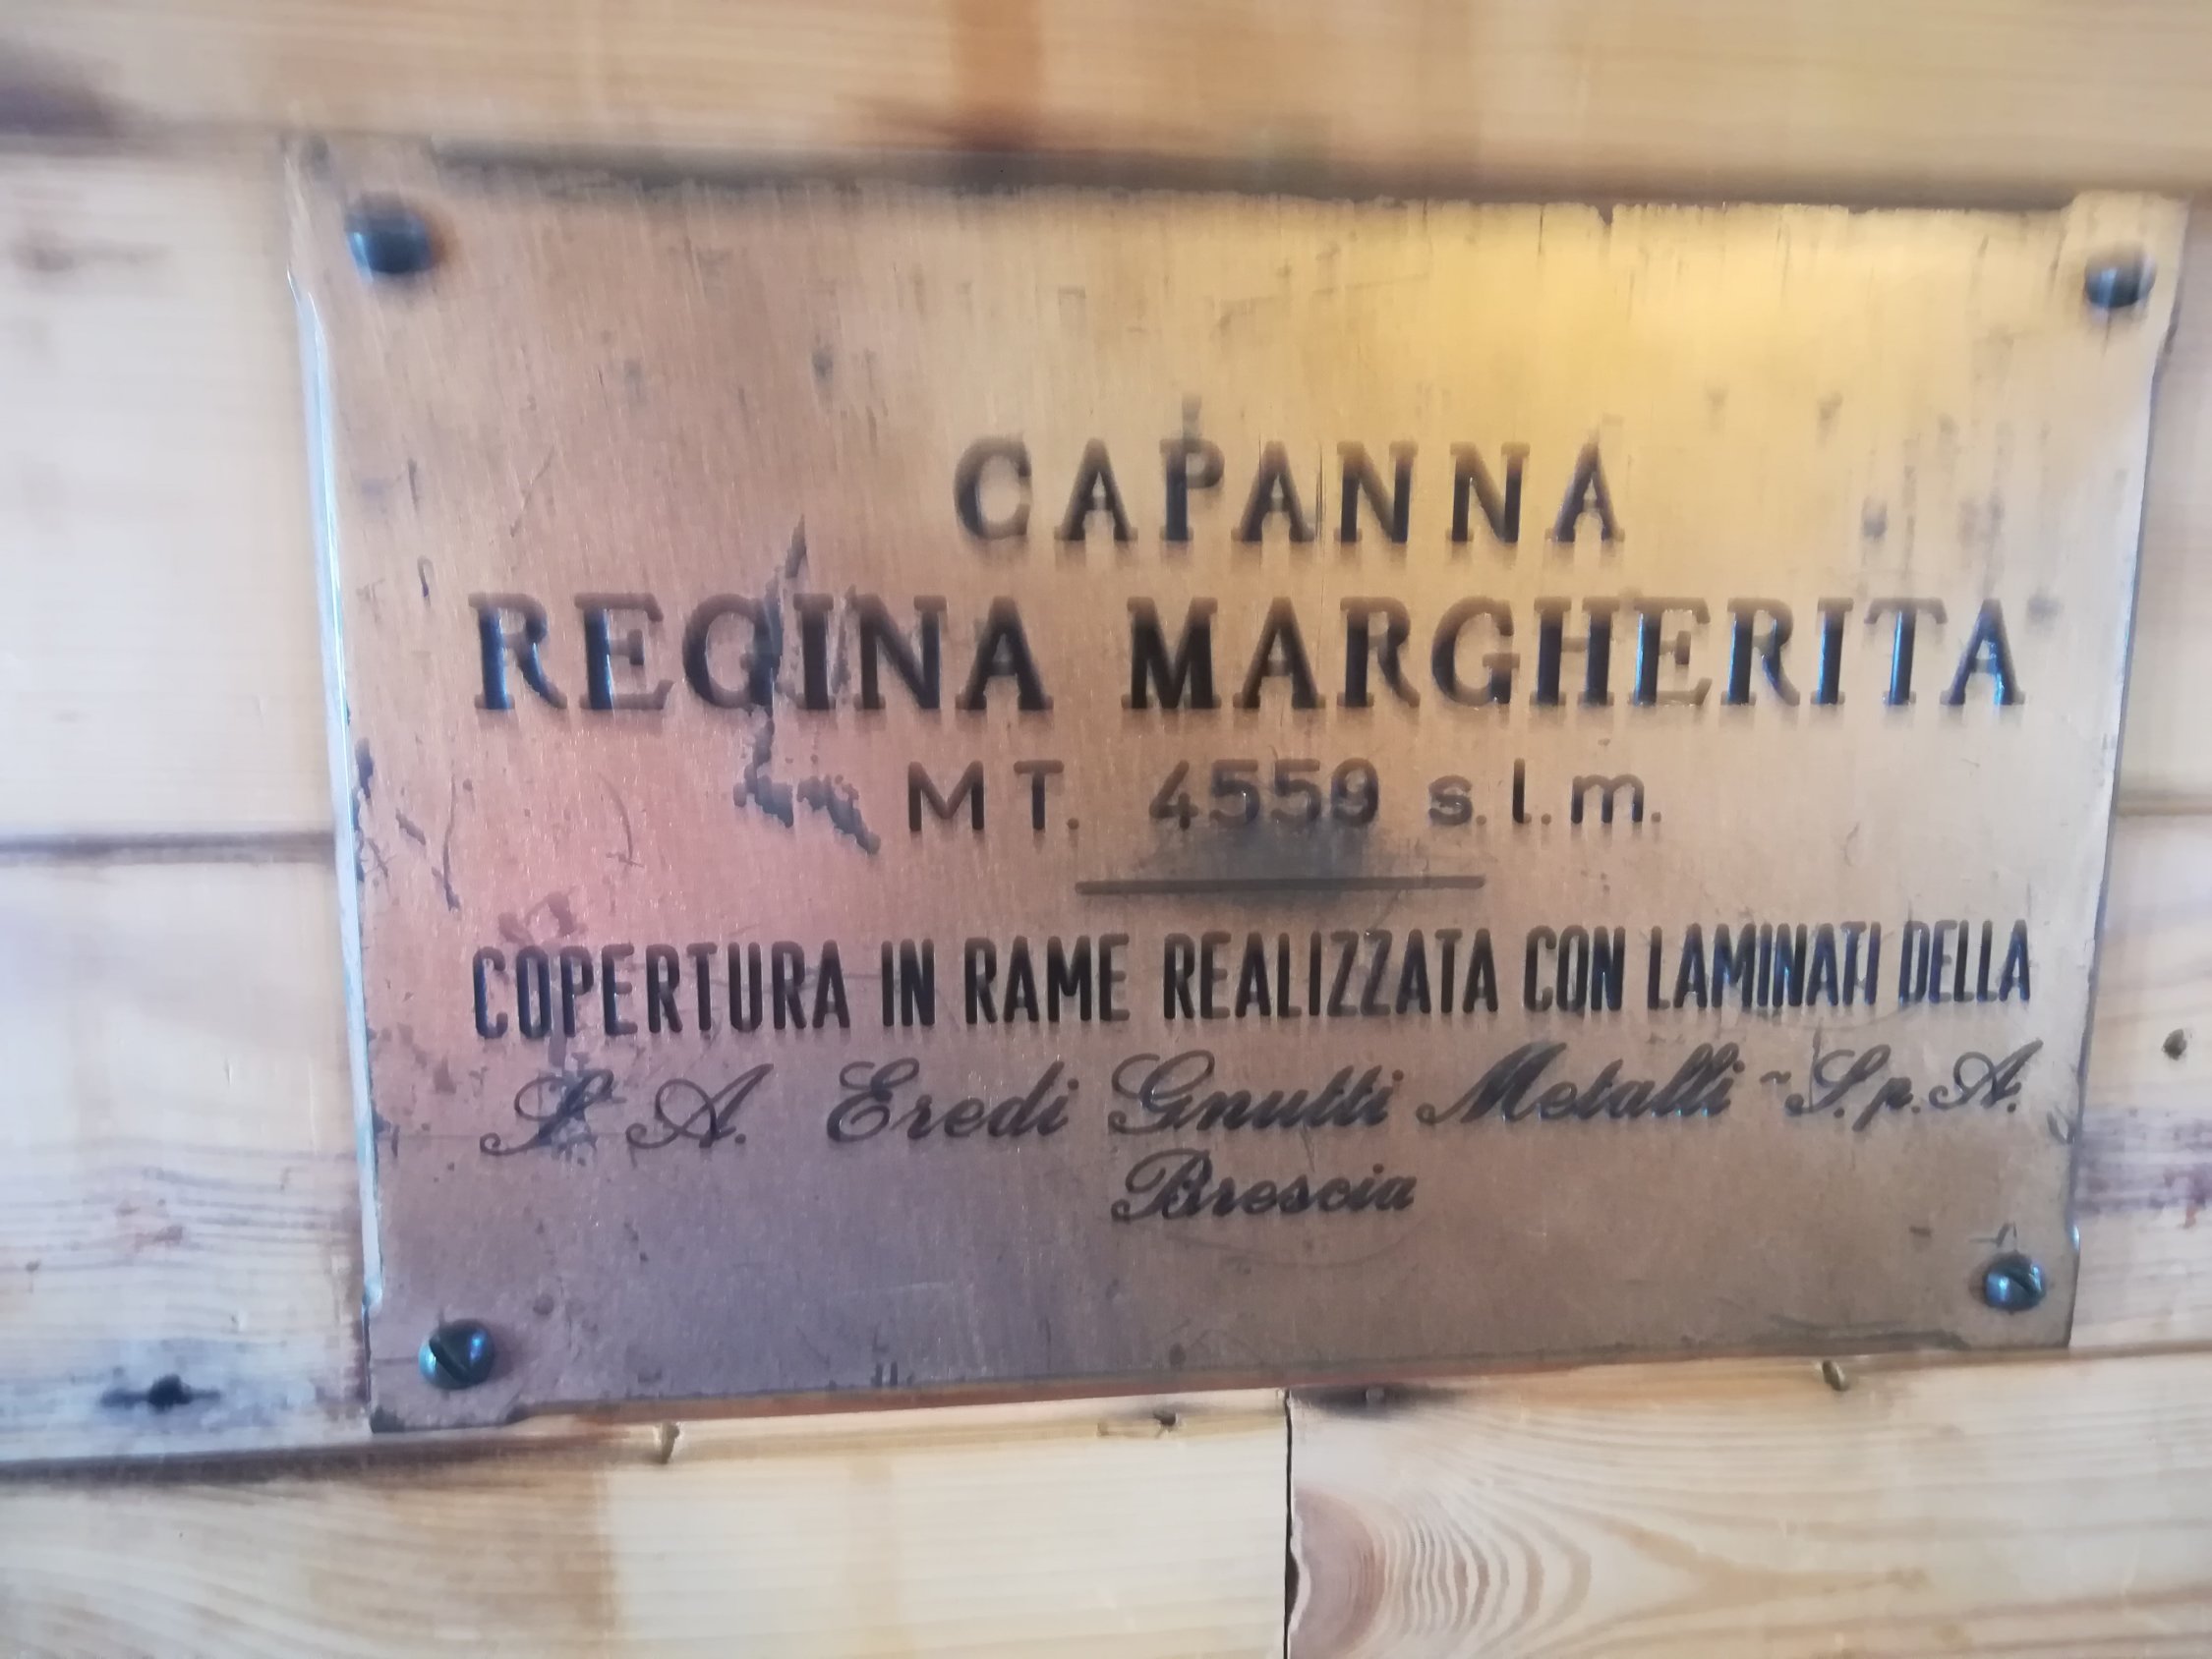 CAPANNA
REGINA MARGHERITA
MT. 4559 s.l.m.
COPERTURA IN RAME REALIZZATA CON LAMINATI DELLA
S. A. Eredi Gnutti Metalli ~ S.p.A.
Brescia